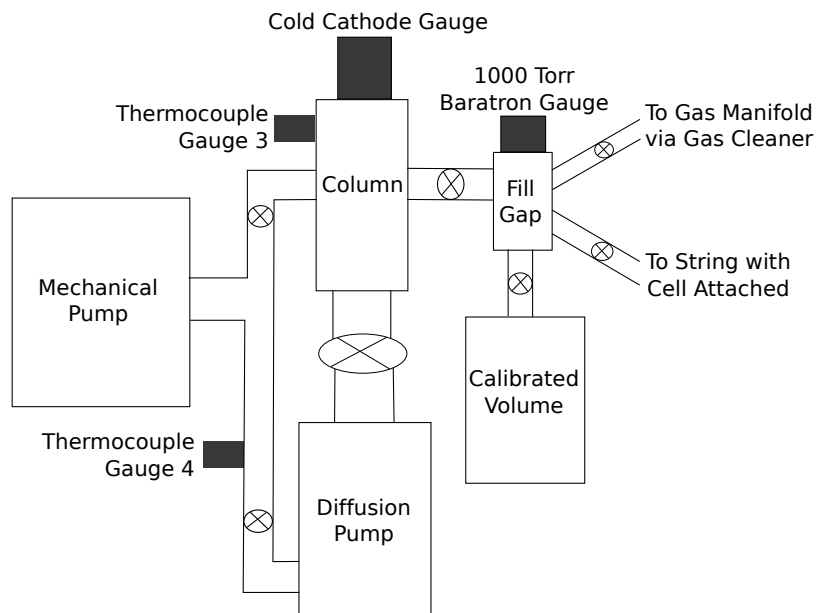 Cold Cathode Gauge
1000 Torr
Baratron Gauge
Thermocouple
Gauge 3
To Gas Manifold
via Gas Cleaner
Column
Fill
Gap
To String with
Cell Attached
Mechanical
Pump
Calibrated
Volume
Thermocouple
Gauge 4
Diffusion
Pump